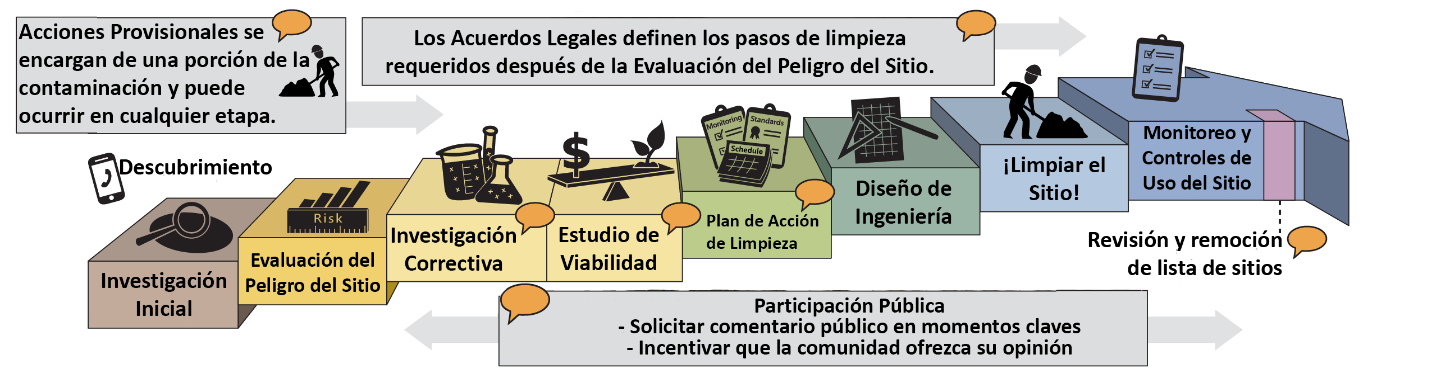 Acciones Provisionales se
encargan de una porción de la
contaminación y puede
ocurrir en cualquier etapa.
Los Acuerdos Legales definen los pasos de limpieza
requeridos después de la Evaluación del Peligro del Sitio.
Descubrimiento
Investigación
Inicial
Risk
Evaluación del
Peligro del Sitio
Investigación
Correctiva
$
Estudio de
Viabilidad
Monitoring
Standards
Schedule
Plan de Acción
de Limpieza
Diseño de
Ingeniería
¡Limpiar el
Sitio!
Monitoreo y
Controles de
Uso del Sitio
Revisión y remoción
de lista de sitios
Participación Pública
- Solicitar comentario público en momentos claves
- Incentivar que la comunidad ofrezca su opinión